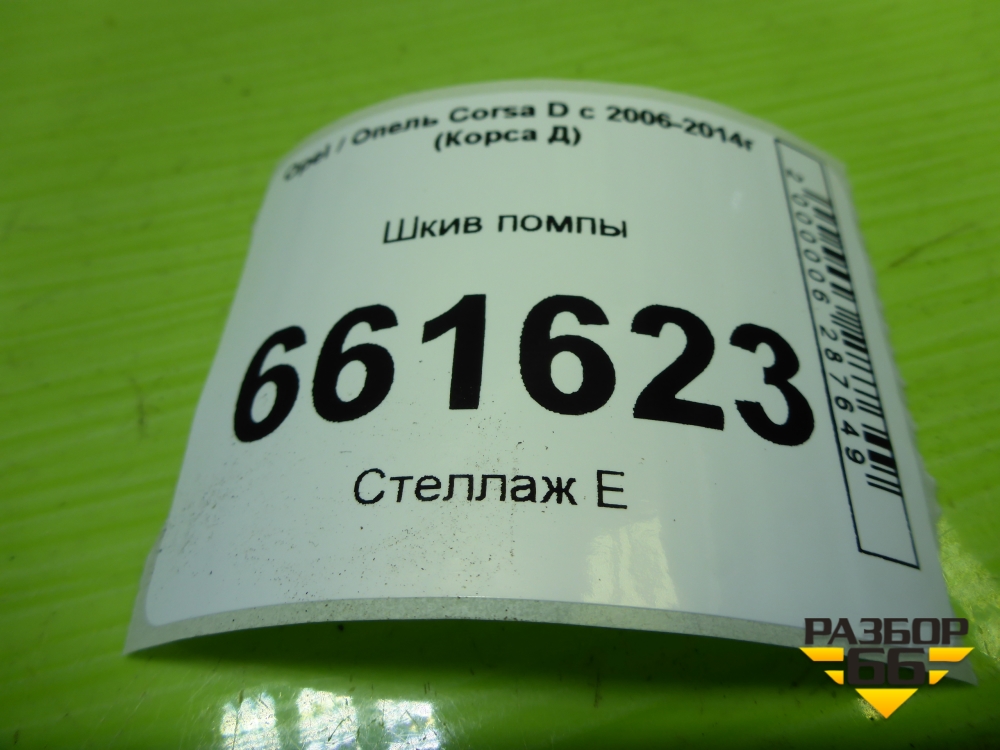 Opel / Опель Corsa D с 2006-2014г
(Корса Д)
Шкив помпы
661623
Стеллаж Е
2000006287649
РАЗБОР
66